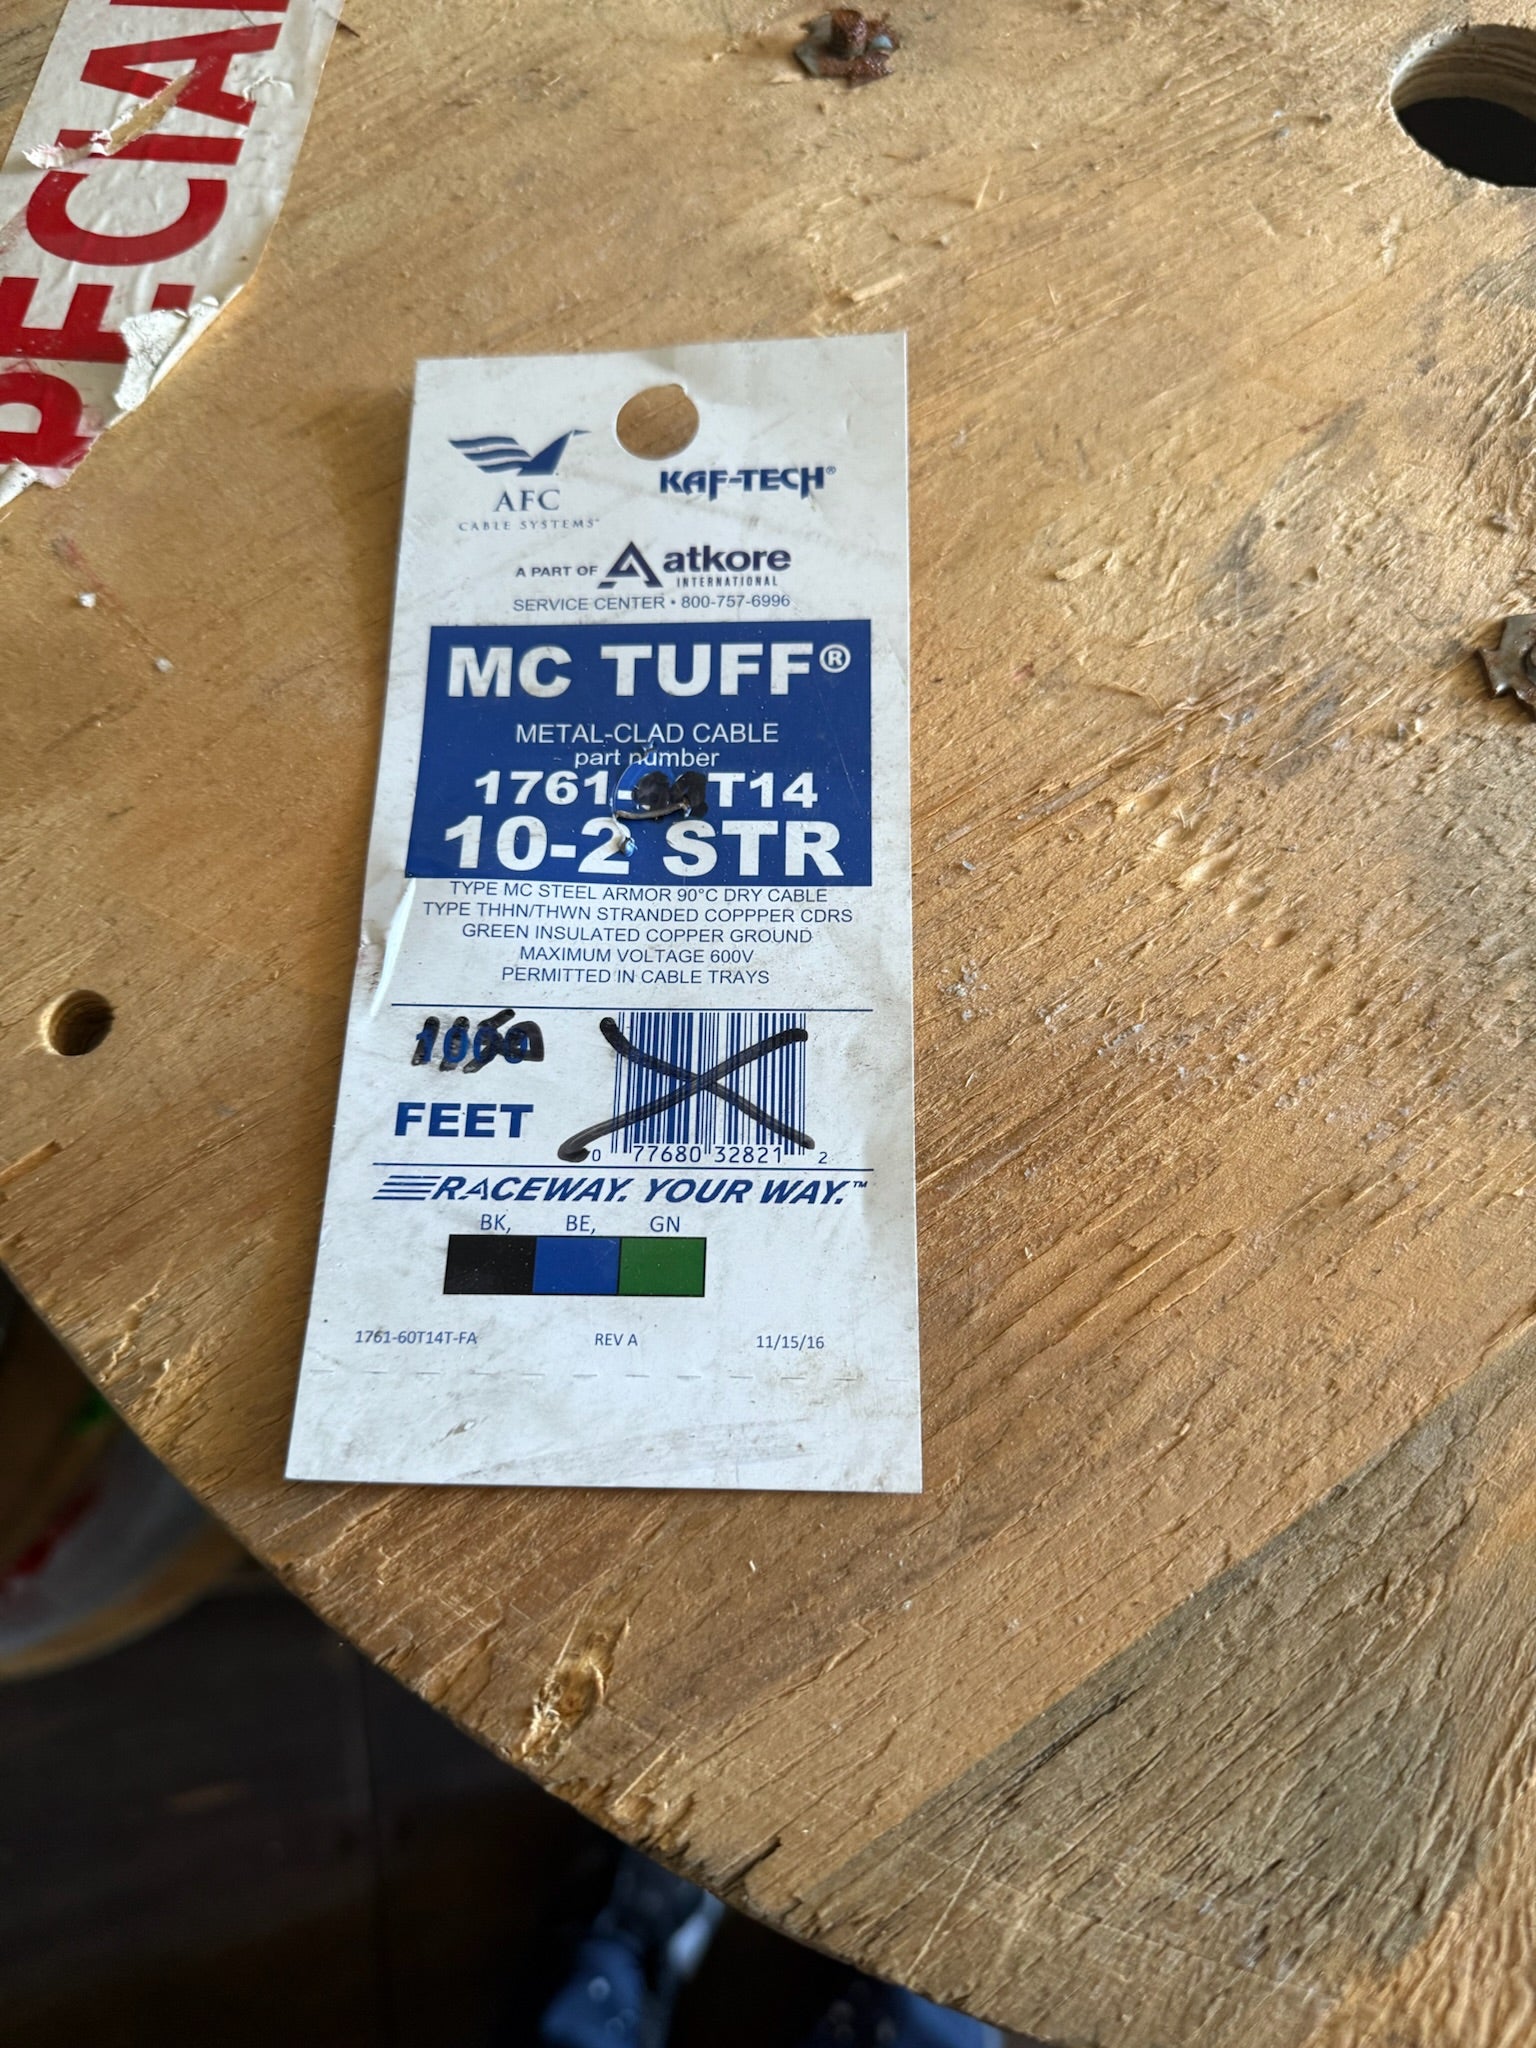 PECIAL
AFC
CABLE SYSTEMS™
KAF-TECH®
A PART OF atkore
INTERNATIONAL
SERVICE CENTER • 800-757-6996
MC TUFF®
METAL-CLAD CABLE
part number
1761- T14
10-2 STR
TYPE MC STEEL ARMOR 90°C DRY CABLE
TYPE THHN/THWN STRANDED COPPPER CDRS
GREEN INSULATED COPPER GROUND
MAXIMUM VOLTAGE 600V
PERMITTED IN CABLE TRAYS
FEET
0 77680 32821 2
RACEWAY. YOUR WAY.™
BK, BE, GN
1761-60T14T-FA REV A 11/15/16